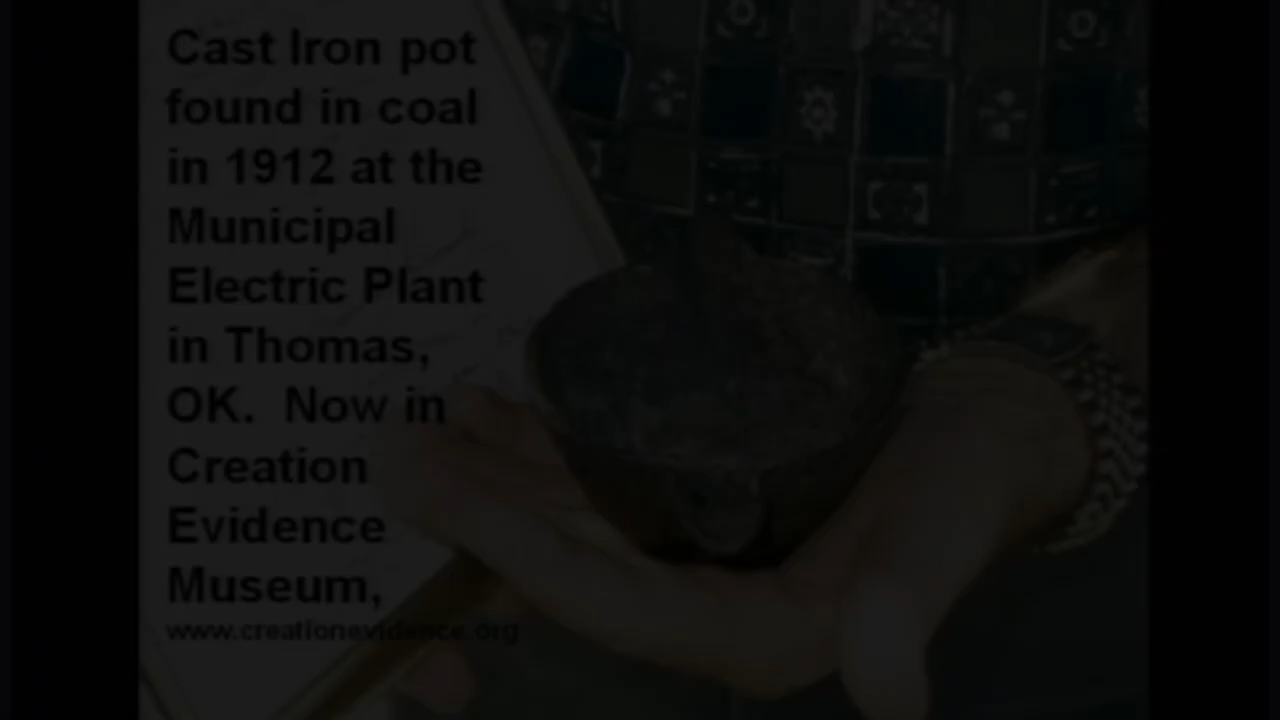 Cast Iron pot
found in coal
in 1912 at the
Municipal
Electric Plant
in Thomas,
OK.  Now in
Creation
Evidence
Museum,
www.creationevidence.org